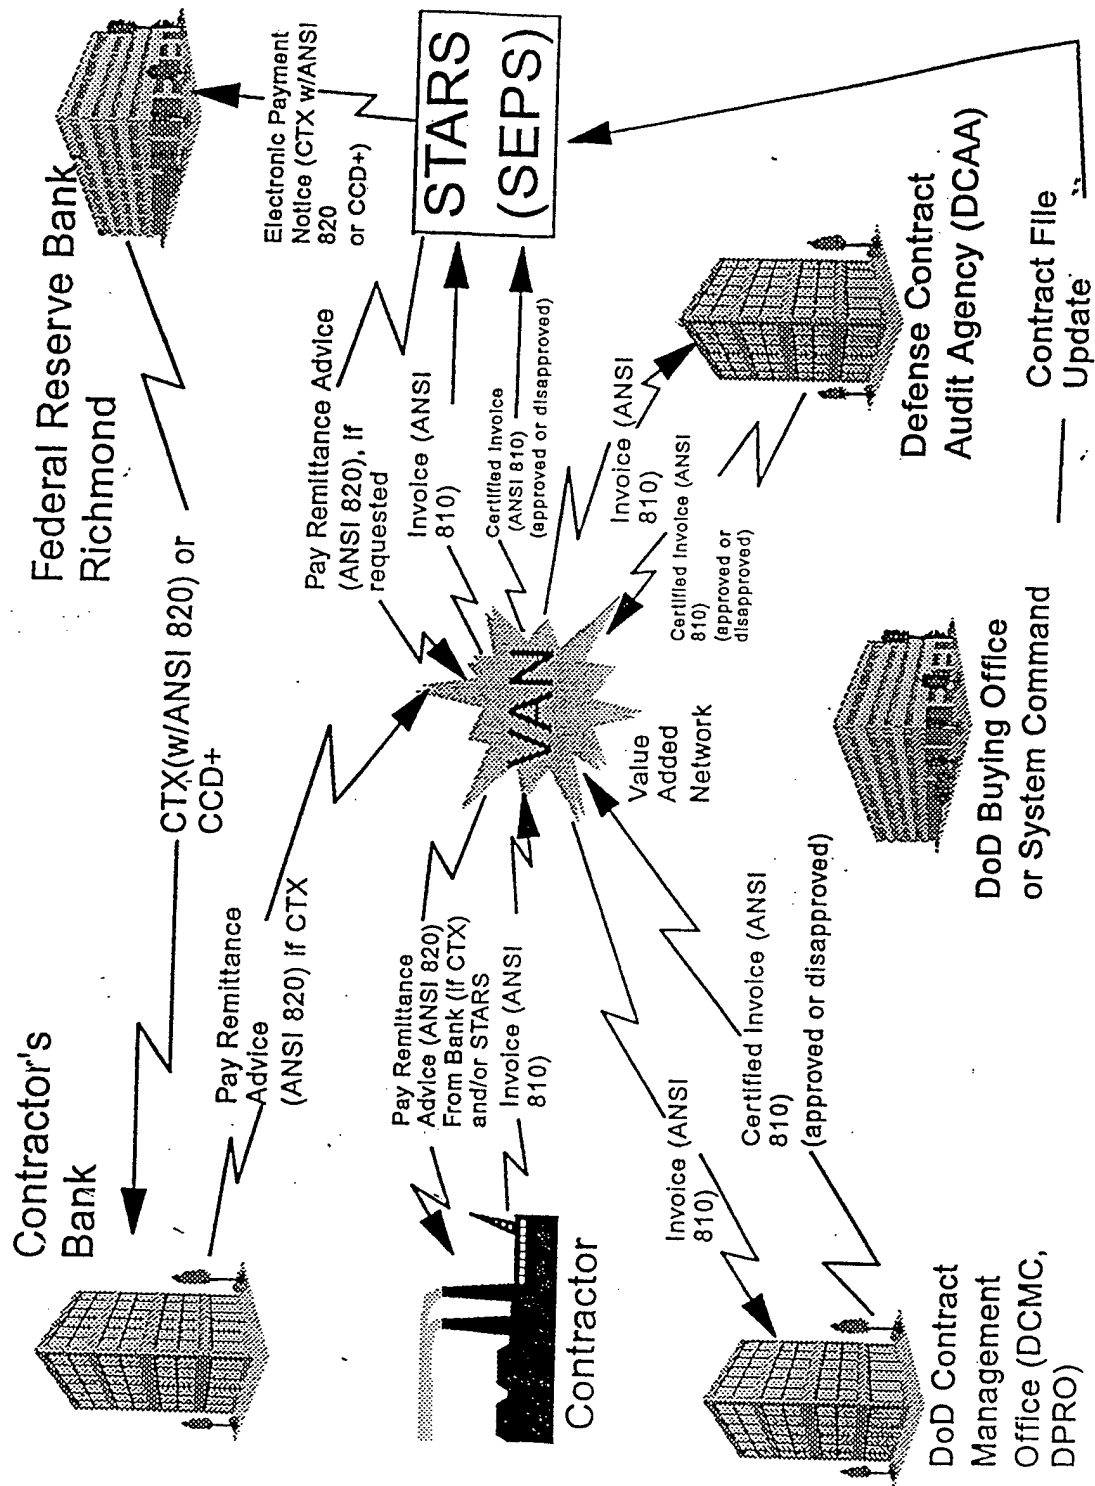 Contractor's
Bank
Federal Reserve Bank
Richmond
CTX(w/ANSI 820) or
CCD+
Pay Remittance
Advice
(ANSI 820) if CTX
Electronic Payment
Notice (CTX w/ANSI
820
or CCD+)
Pay Remittance Advice
(ANSI 820), if
requested
STARS
(SEPS)
Pay Remittance
Advice (ANSI 820)
From Bank (if CTX)
and/or STARS
Invoice (ANSI
810)
Invoice (ANSI
810)
Certified Invoice
(ANSI 810)
(approved or disapproved)
VAN
Value
Added
Network
Contractor
Invoice (ANSI
810)
Invoice (ANSI
810)
Certified Invoice (ANSI
810)
(approved or
disapproved)
Certified Invoice (ANSI
810)
(approved or disapproved)
Defense Contract
Audit Agency (DCAA)
DoD Contract
Management
Office (DCMC,
DPRO)
DoD Buying Office
or System Command
Contract File
Update